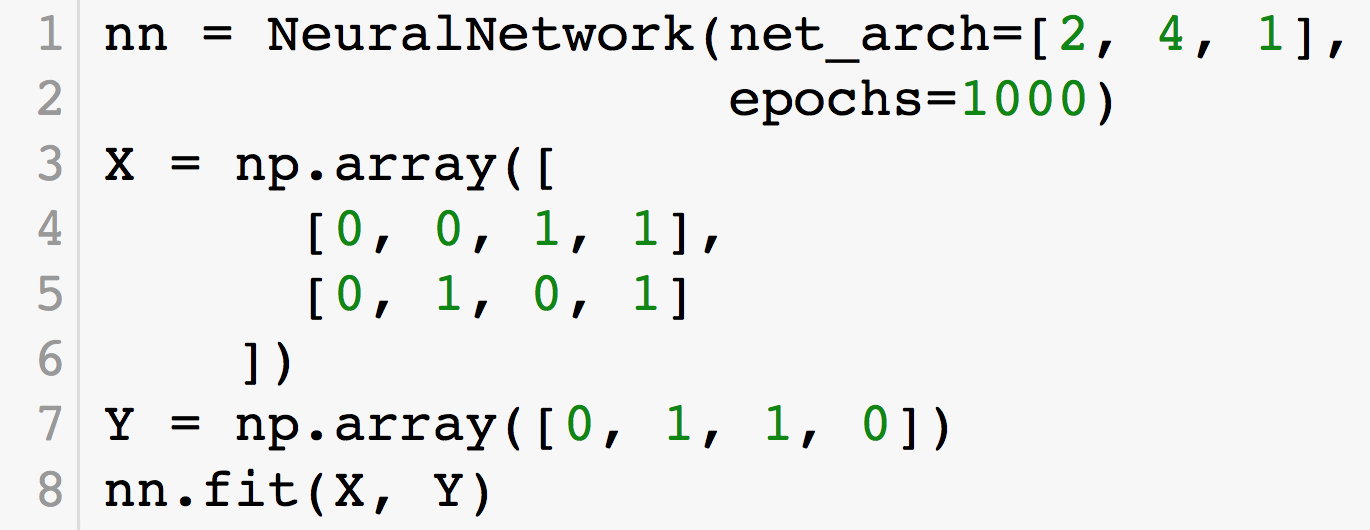 1 nn = NeuralNetwork(net_arch=[2, 4, 1],
2                    epochs=1000)
3 X = np.array([
4       [0, 0, 1, 1],
5       [0, 1, 0, 1]
6     ])
7 Y = np.array([0, 1, 1, 0])
8 nn.fit(X, Y)